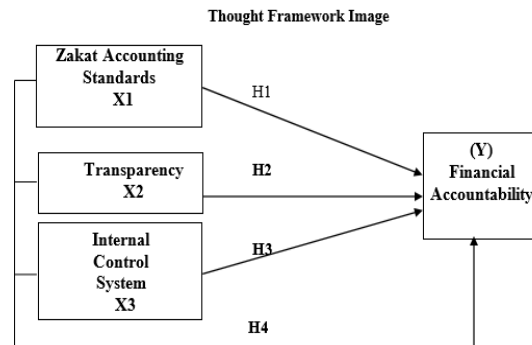 Thought Framework Image
Zakat Accounting
Standards
X1
H1
Transparency
X2
H2
(Y)
Financial
Accountability
Internal
Control
System
X3
H3
H4